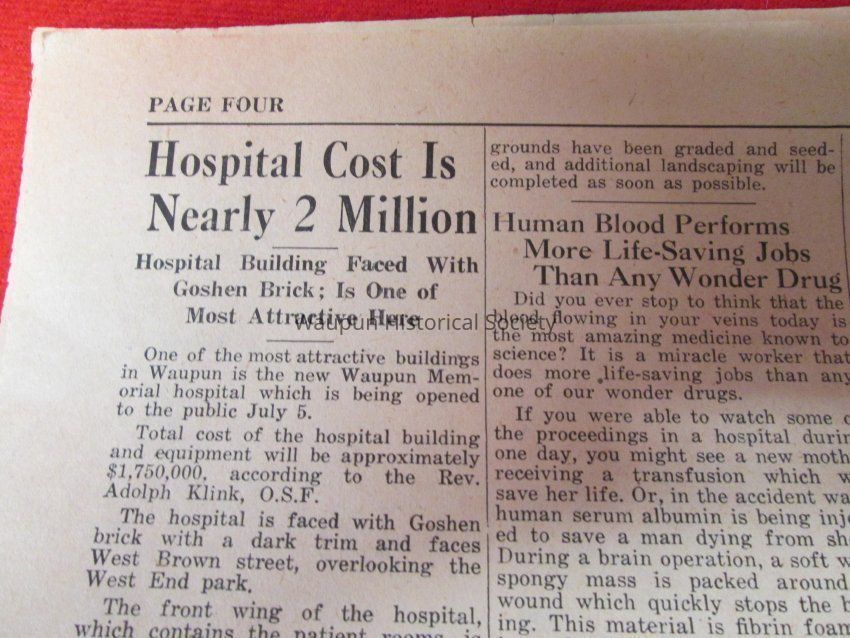 PAGE FOUR
Hospital Cost Is
Nearly 2 Million
Hospital Building Faced With
Goshen Brick; Is One of
Most Attractive Here
One of the most attractive buildings
in Waupun is the new Waupun Mem-
orial hospital which is being opened
to the public July 5.
Total cost of the hospital building
and equipment will be approximately
$1,750,000, according to the Rev.
Adolph Klink, O.S.F.
The hospital is faced with Goshen
brick with a dark trim and faces
West Brown street, overlooking the
West End park.
The front wing of the hospital,
which contains the patient rooms is
grounds have been graded and seed-
ed, and additional landscaping will be
completed as soon as possible.
Human Blood Performs
More Life-Saving Jobs
Than Any Wonder Drug
Did you ever stop to think that the
blood flowing in your veins today is
the most amazing medicine known to
science? It is a miracle worker that
does more life-saving jobs than any
one of our wonder drugs.
If you were able to watch some
the proceedings in a hospital
one day, you might see a new
receiving a transfusion which
save her life. Or, in the accident
human serum albumin is being
ed to save a man dying from
During a brain operation, a soft
spongy mass is packed around
wound which quickly stops the
ing. This material is fibrin foam
Waupun Historical Society